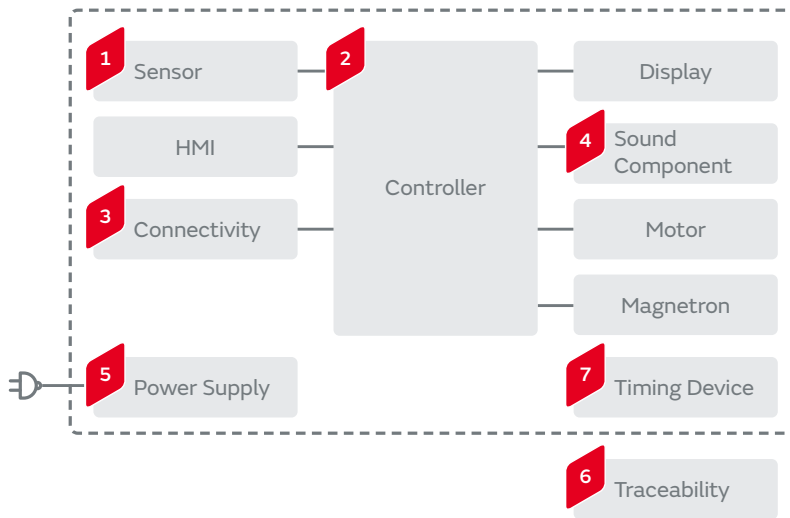 1
Sensor
2
Display
HMI
Controller
4
Sound
Component
3
Connectivity
Motor
Magnetron
5
Power Supply
7
Timing Device
6
Traceability